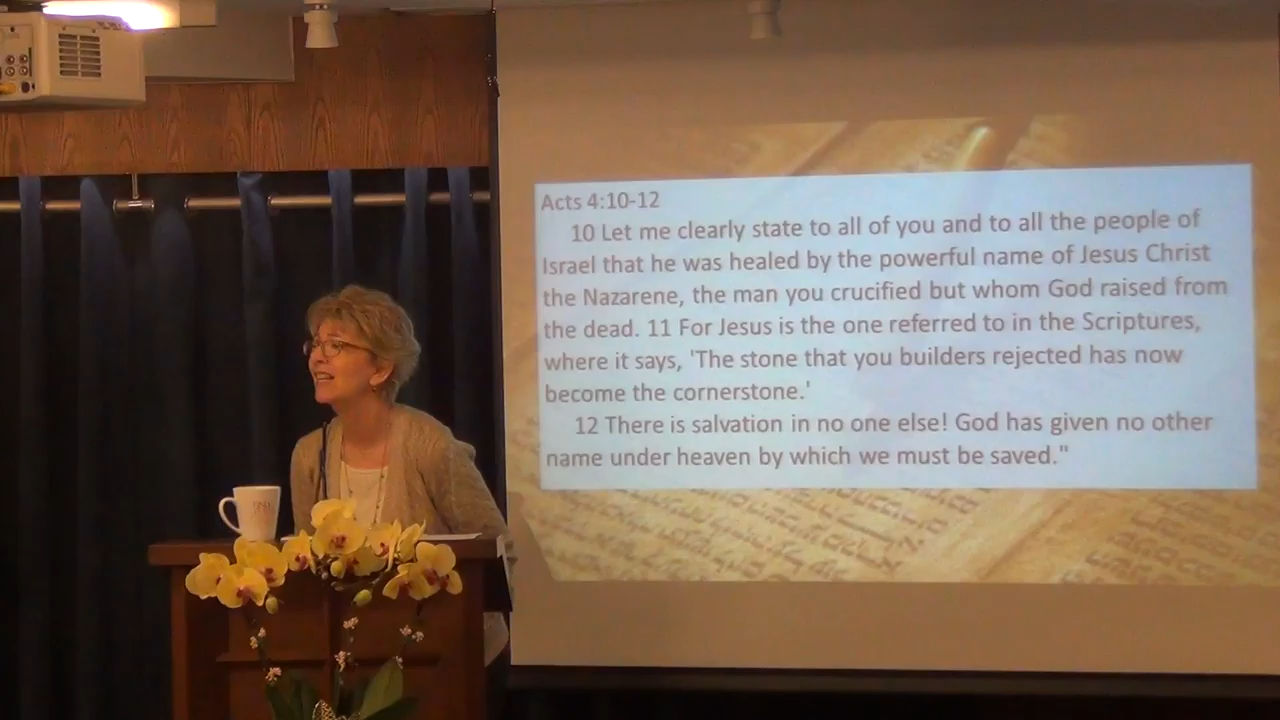 Acts 4:10-12
10 Let me clearly state to all of you and to all the people of
Israel that he was healed by the powerful name of Jesus Christ
the Nazarene, the man you crucified but whom God raised from
the dead. 11 For Jesus is the one referred to in the Scriptures,
where it says, 'The stone that you builders rejected has now
become the cornerstone.'
12 There is salvation in no one else! God has given no other
name under heaven by which we must be saved."